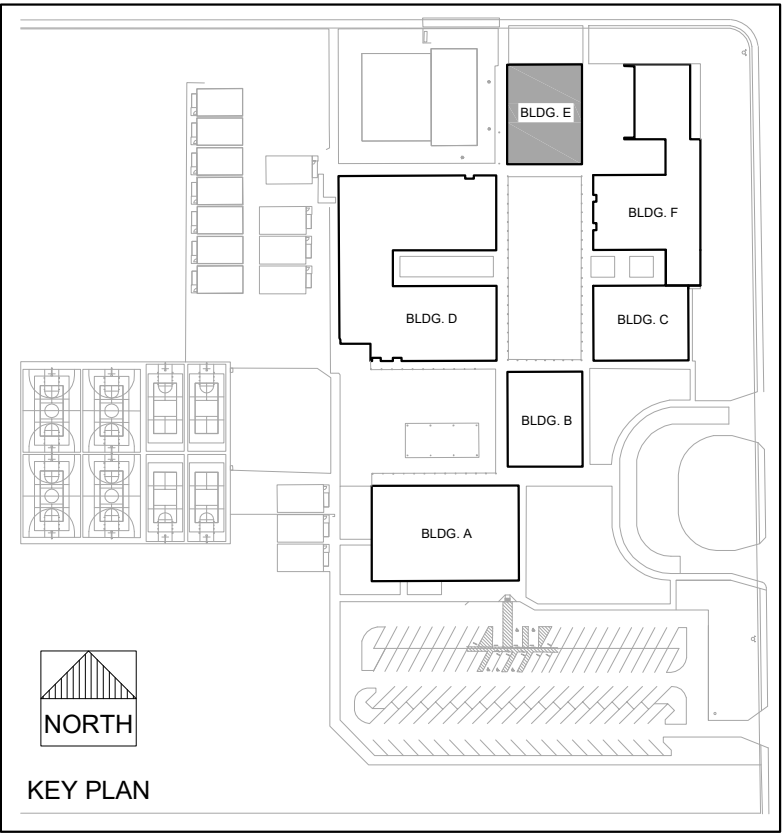 BLDG. E
BLDG. F
BLDG. D
BLDG. C
BLDG. B
BLDG. A
NORTH
KEY PLAN